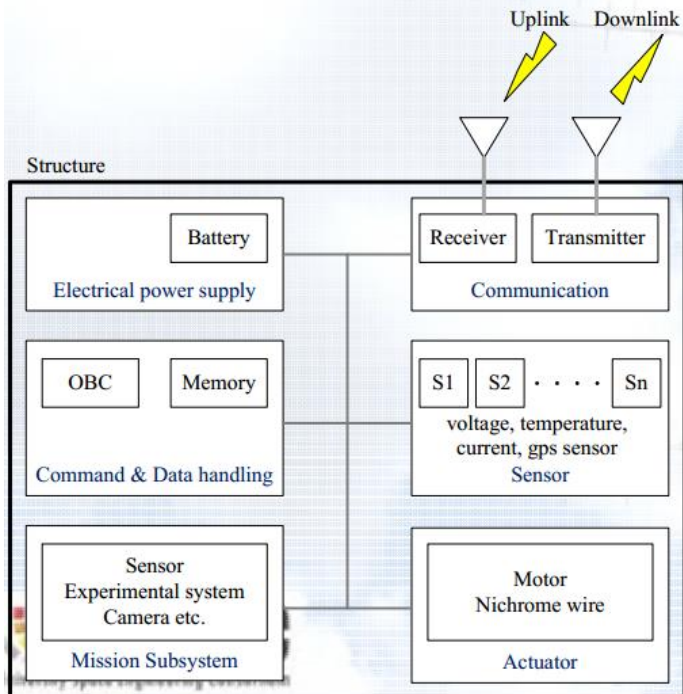 Uplink
Downlink
Structure
Battery
Electrical power supply
Receiver
Transmitter
Communication
OBC
Memory
Command & Data handling
S1
S2
· · · ·
Sn
voltage, temperature,
current, gps sensor
Sensor
Sensor
Experimental system
Camera etc.
Mission Subsystem
Motor
Nichrome wire
Actuator